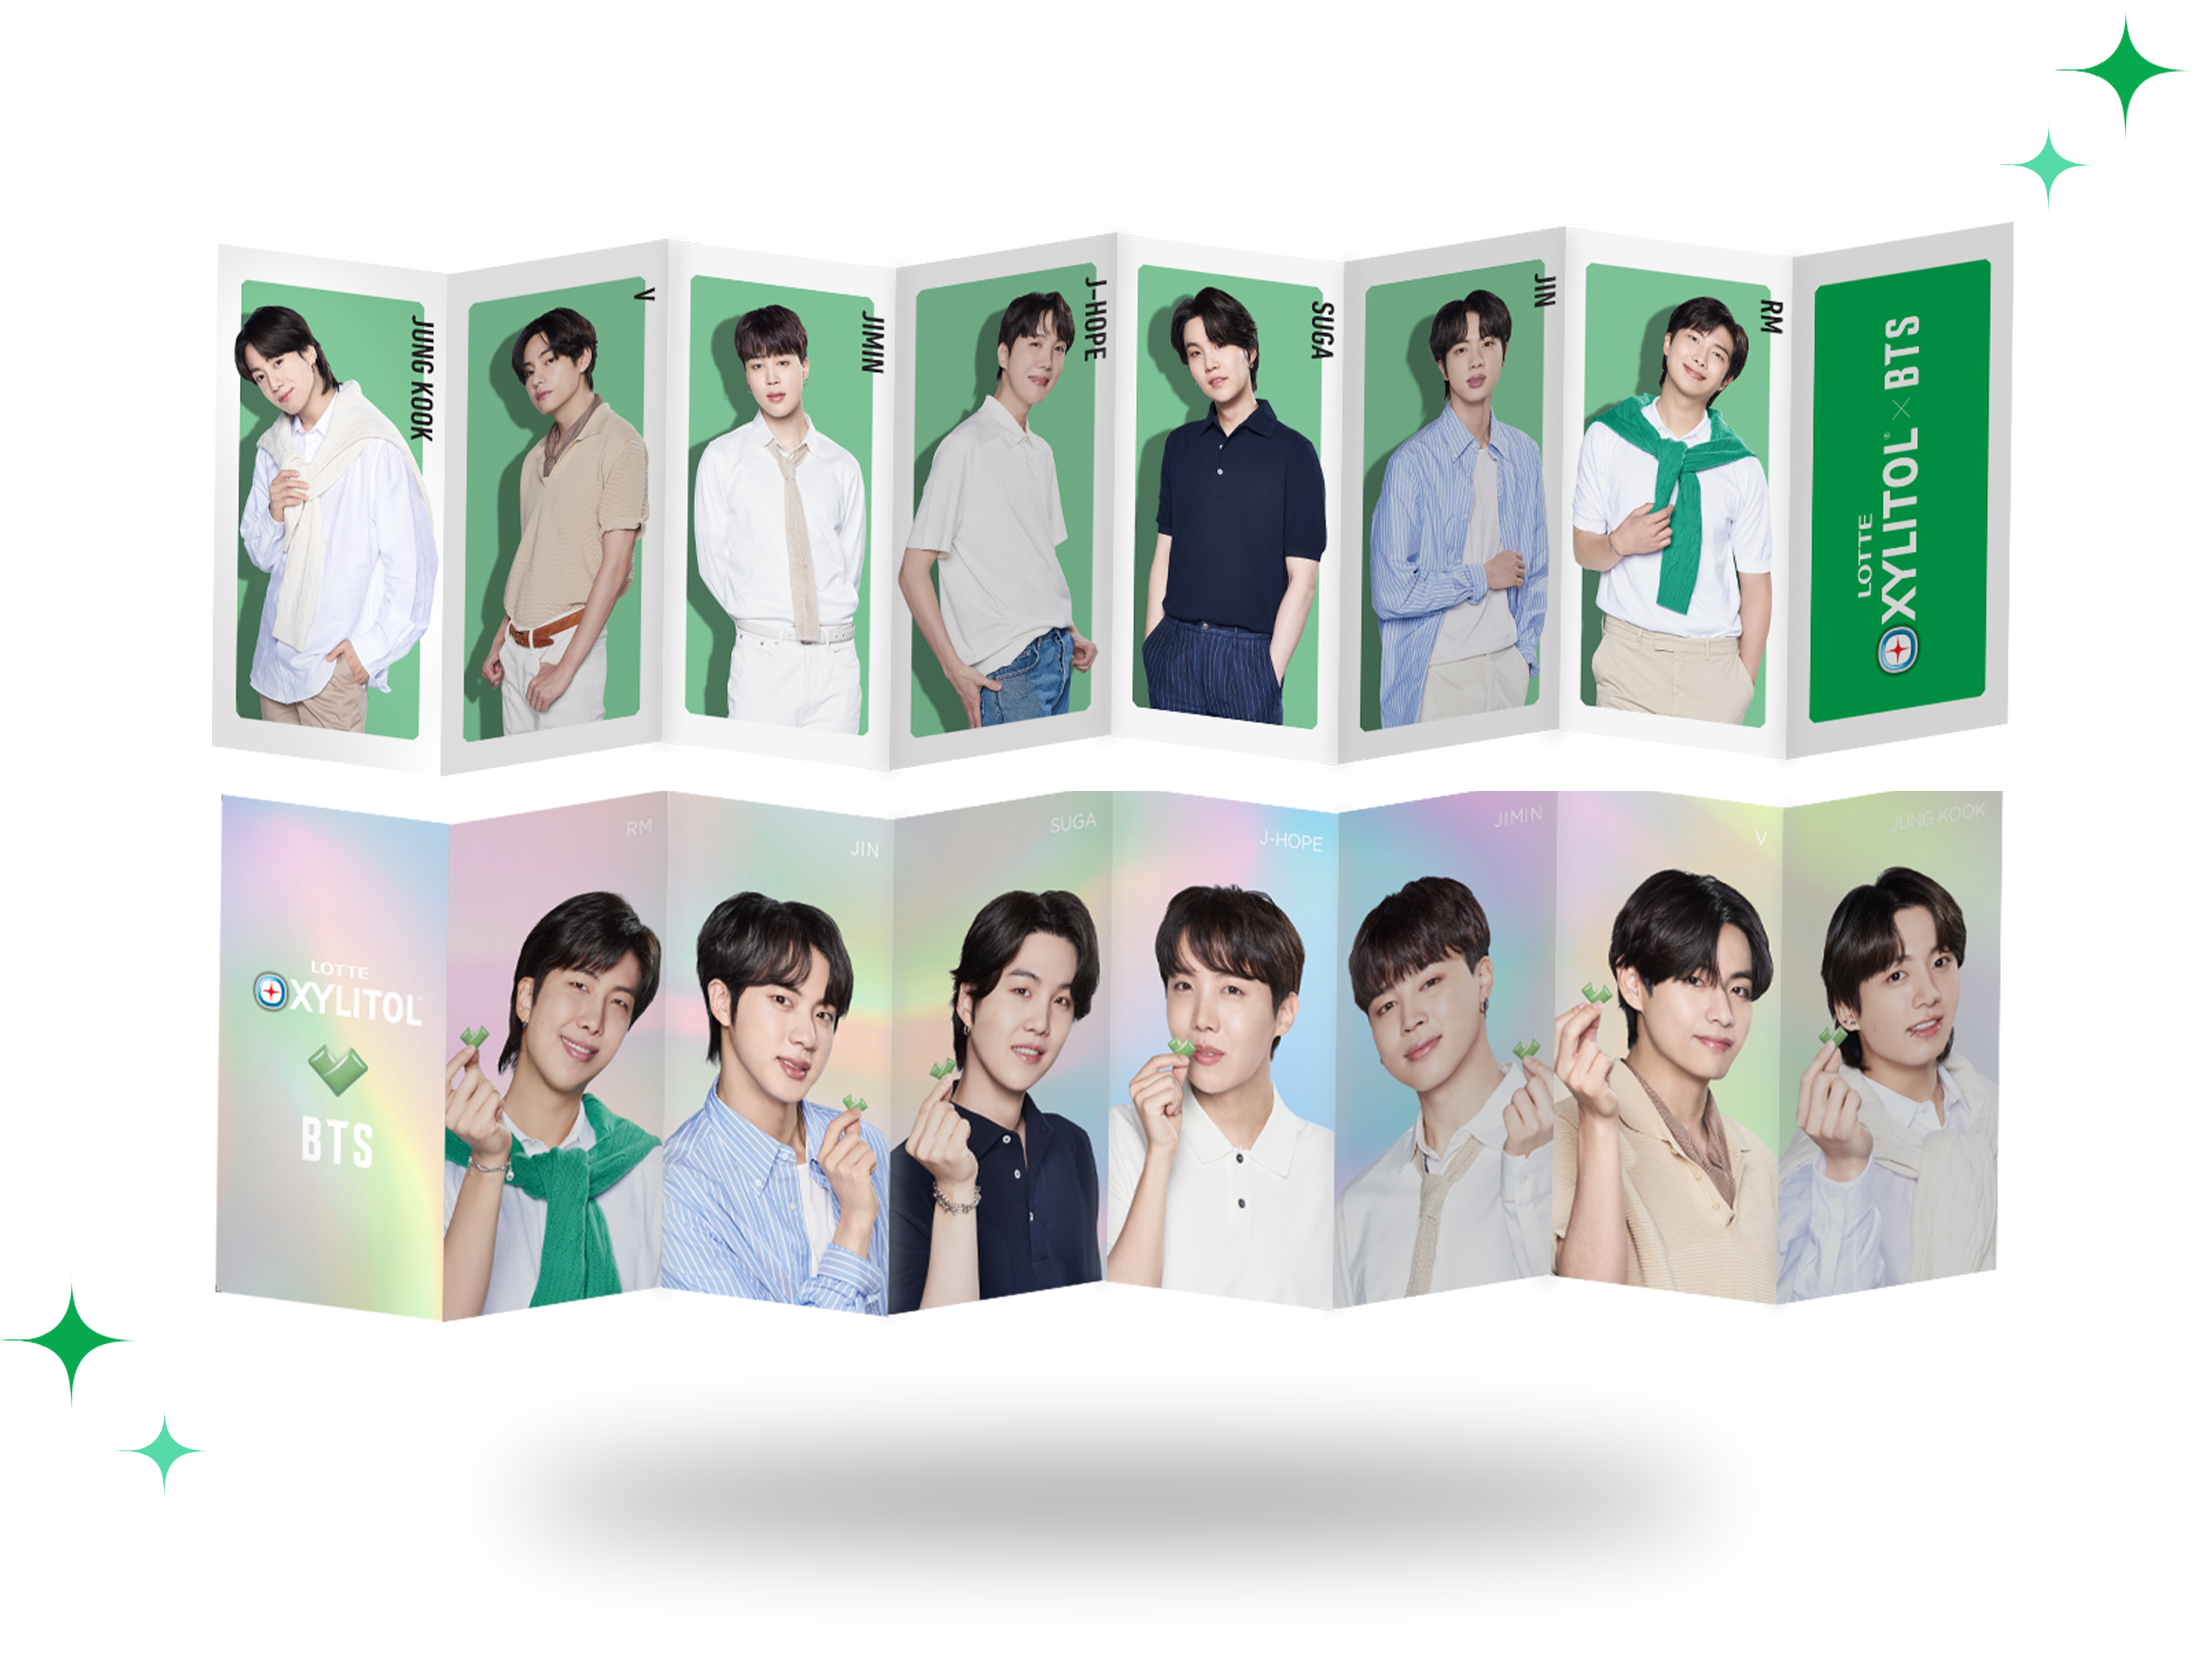 JUNG KOOK
V
JIMIN
J-HOPE
SUGA
JIN
RM
LOTTE
XYLITOL® × BTS
RM
JIN
SUGA
J-HOPE
JIMIN
V
JUNG KOOK
LOTTE
XYLITOL®
BTS